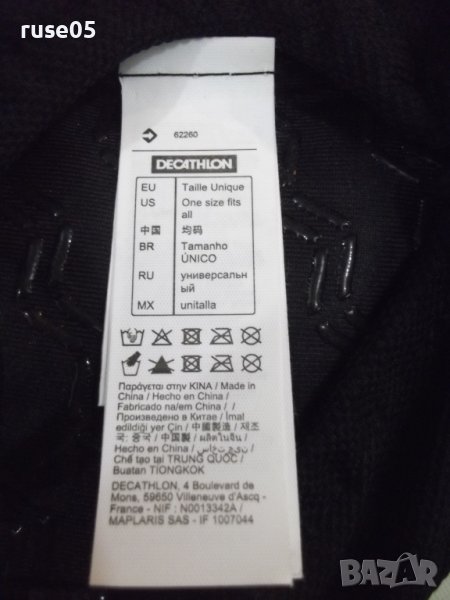 ruse05
62260
DECATHLON
EU Taille Unique
US One size fits
all
中国 均码
BR Tamanho
ÚNICO
RU универсальн
ый
MX unitalla
Παράγεται στην KINA / Made in
China / Hecho en China /
Fabricado na/em China /
Произведено в Китае / İmal
edildiği yer Çin / 中國製造 / 제조
국: 중국 / 中国製 / ผลิตในจีน /
Hecho en China / ساخت چین /
Chế tạo tại TRUNG QUỐC /
Buatan TIONGKOK
DECATHLON, 4 Boulevard de
Mons, 59650 Villeneuve d'Ascq -
France - NIF : N0013342A /
MAPLARIS SAS - IF 1007044
BAZAR